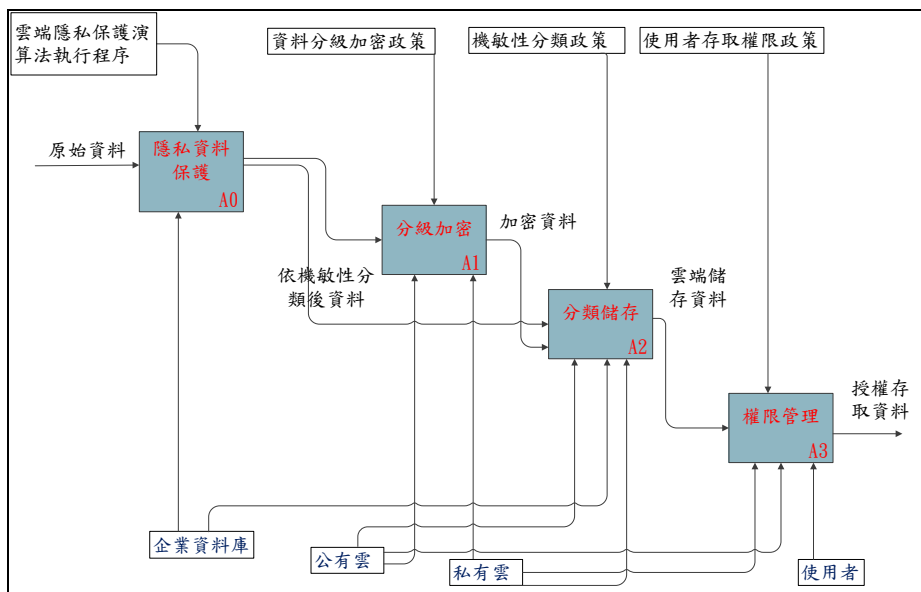 雲端隱私保護演
算法執行程序
資料分級加密政策
機敏性分類政策
使用者存取權限政策
原始資料
隱私資料
保護
A0
分級加密
A1
加密資料
依機敏性分
類後資料
雲端儲
存資料
分類儲存
A2
授權存
取資料
權限管理
A3
企業資料庫
公有雲
私有雲
使用者